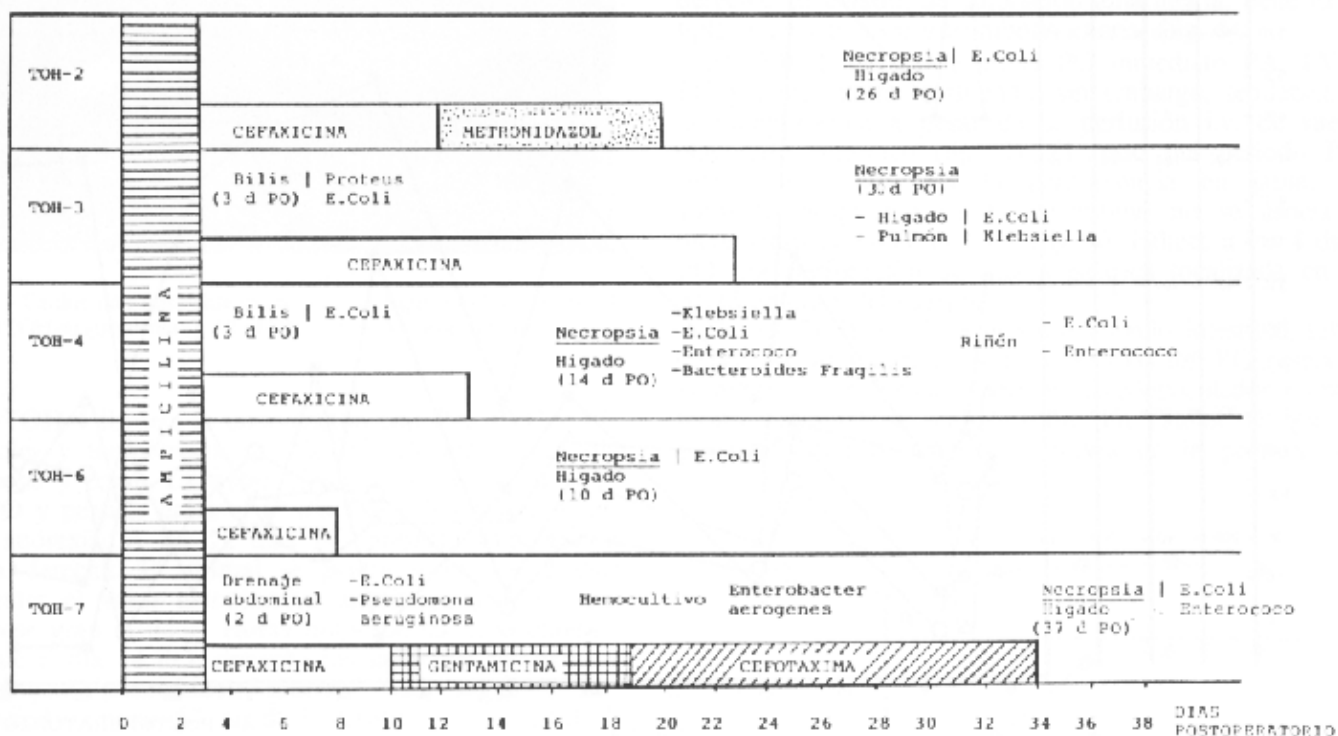 AMPICILINA
TOH-2
Necropsia | E.Coli
Higado
(26 d PO)
CEFAXICINA
METRONIDAZOL
TOH-3
Bilis | Proteus
(3 d PO) E.Coli
Necropsia
d PO)
- Higado | E.Coli
- Pulmón | Klebsiella
CEFAXICINA
TOH-4
Bilis | E.Coli
(3 d PO)
Necropsia
Higado
(14 d PO)
-Klebsiella
-E.Coli
-Enterococo
-Bacteroides Fragilis
Riñón
- E.Coli
- Enterococo
CEFAXICINA
TOH-6
Necropsia | E.Coli
Higado
(10 d PO)
CEFAXICINA
TOH-7
Drenaje
abdominal
(2 d PO)
-E.Coli
-Pseudomona
aeruginosa
Hemocultivo
Enterobacter
aerogenes
Necropsia | E.Coli
Higado Enterococo
(37 d PO)
CEFAXICINA
GENTAMICINA
CEFOTAXIMA
0 2 4 6 8 10 12 14 16 18 20 22 24 26 28 30 32 34 36 38
DIAS
POSTOPERATORIO